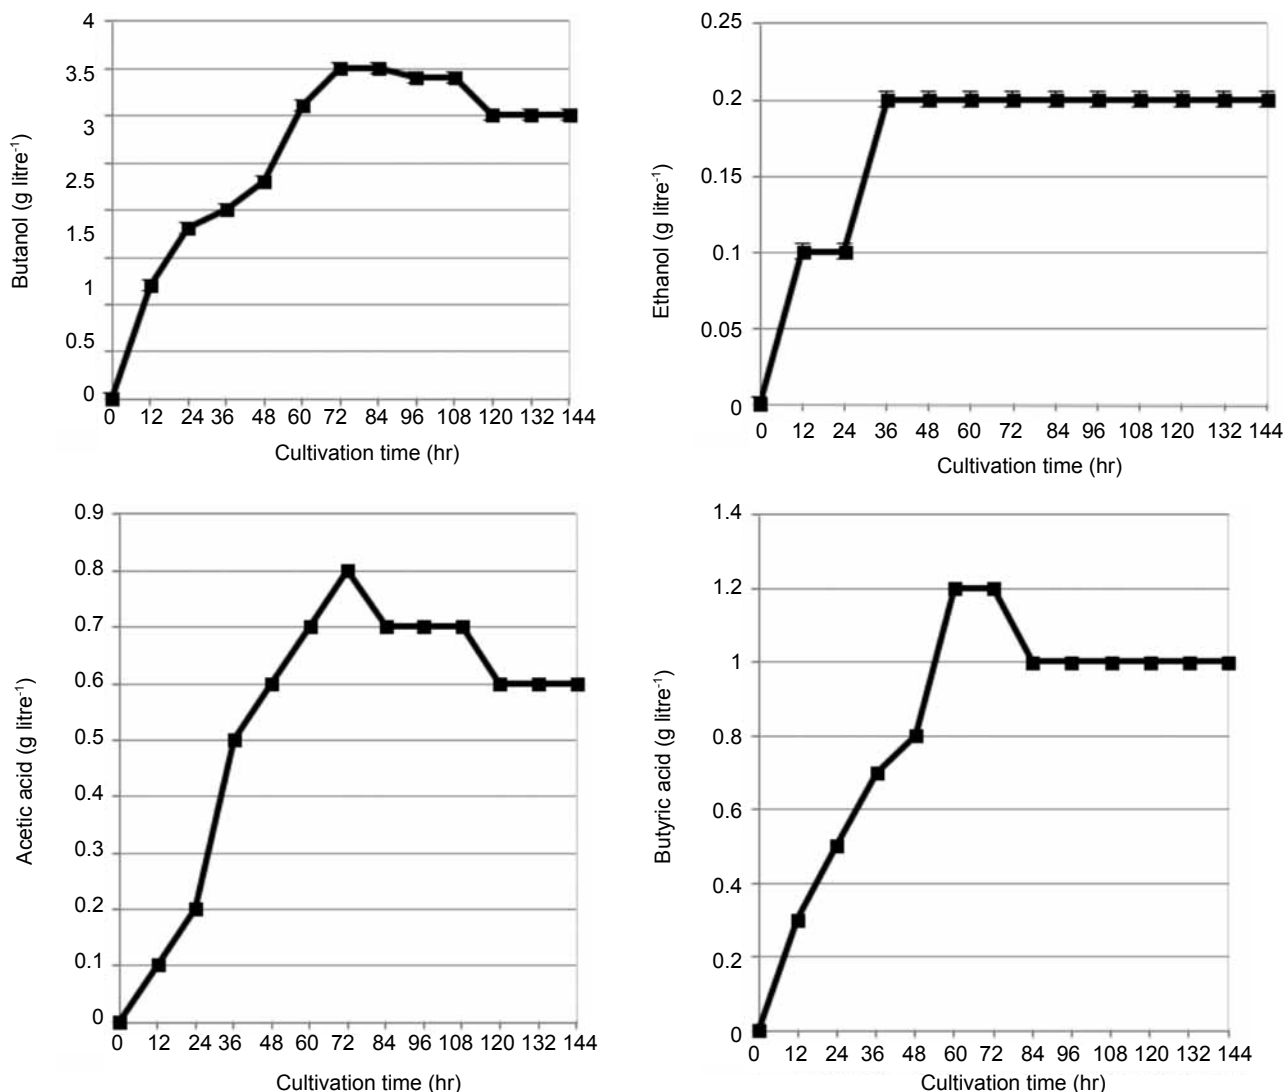 4
3.5
3
2.5
1.5
1
0.5
0
Butanol (g litre-1)
0 12 24 36 48 60 72 84 96 108 120 132 144
Cultivation time (hr)
0.25
0.2
0.15
0.1
0.05
0
Ethanol (g litre-1)
0 12 24 36 48 60 72 84 96 108 120 132 144
Cultivation time (hr)
0.9
0.8
0.7
0.6
0.5
0.4
0.3
0.2
0.1
0
Acetic acid (g litre-1)
0 12 24 36 48 60 72 84 96 108 120 132 144
Cultivation time (hr)
1.4
1.2
1
0.8
0.6
0.4
0.2
0
Butyric acid (g litre-1)
0 12 24 36 48 60 72 84 96 108 120 132 144
Cultivation time (hr)